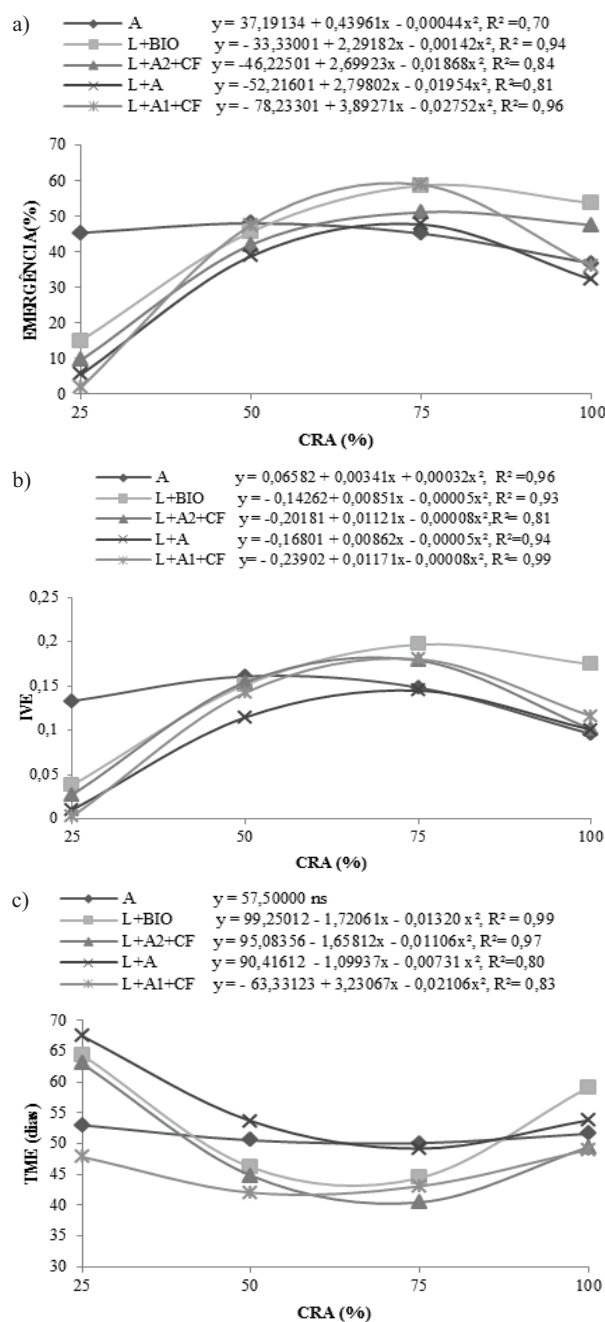 a)
A y = 37,19134 + 0,43961x - 0,00044x², R²=0,70
L+BIO y = - 33,33001 + 2,29182x - 0,00142x², R²= 0,94
L+A2+CF y = -46,22501 + 2,69923x - 0,01868x², R²= 0,84
L+A y = -52,21601 + 2,79802x - 0,01954x², R²=0,81
L+A1+CF y = - 78,23301 + 3,89271x - 0,02752x², R²= 0,96
70
60
50
40
30
20
10
0
EMERGÊNCIA(%)
25 50 75 100
CRA (%)
b)
A y = 0,06582 + 0,00341x + 0,00032x², R²=0,96
L+BIO y = - 0,14262 + 0,00851x - 0,00005x², R²= 0,93
L+A2+CF y = -0,20181 + 0,01121x - 0,00008x²,R²= 0,81
L+A y = -0,16801 + 0,00862x - 0,00005x², R²=0,94
L+A1+CF y= - 0,23902 + 0,01171x- 0,00008x², R²= 0,99
0,25
0,2
0,15
0,1
0,05
0
IVE
25 50 75 100
CRA (%)
c)
A y = 57,50000 ns
L+BIO y = 99,25012 - 1,72061x - 0,01320 x², R²= 0,99
L+A2+CF y = 95,08356 - 1,65812x - 0,01106x², R²= 0,97
L+A y = 90,41612 - 1,09937x - 0,00731 x², R²=0,80
L+A1+CF y = - 63,33123 + 3,23067x - 0,02106x², R²= 0,83
70
65
60
55
50
45
40
35
30
TME (dias)
25 50 75 100
CRA (%)